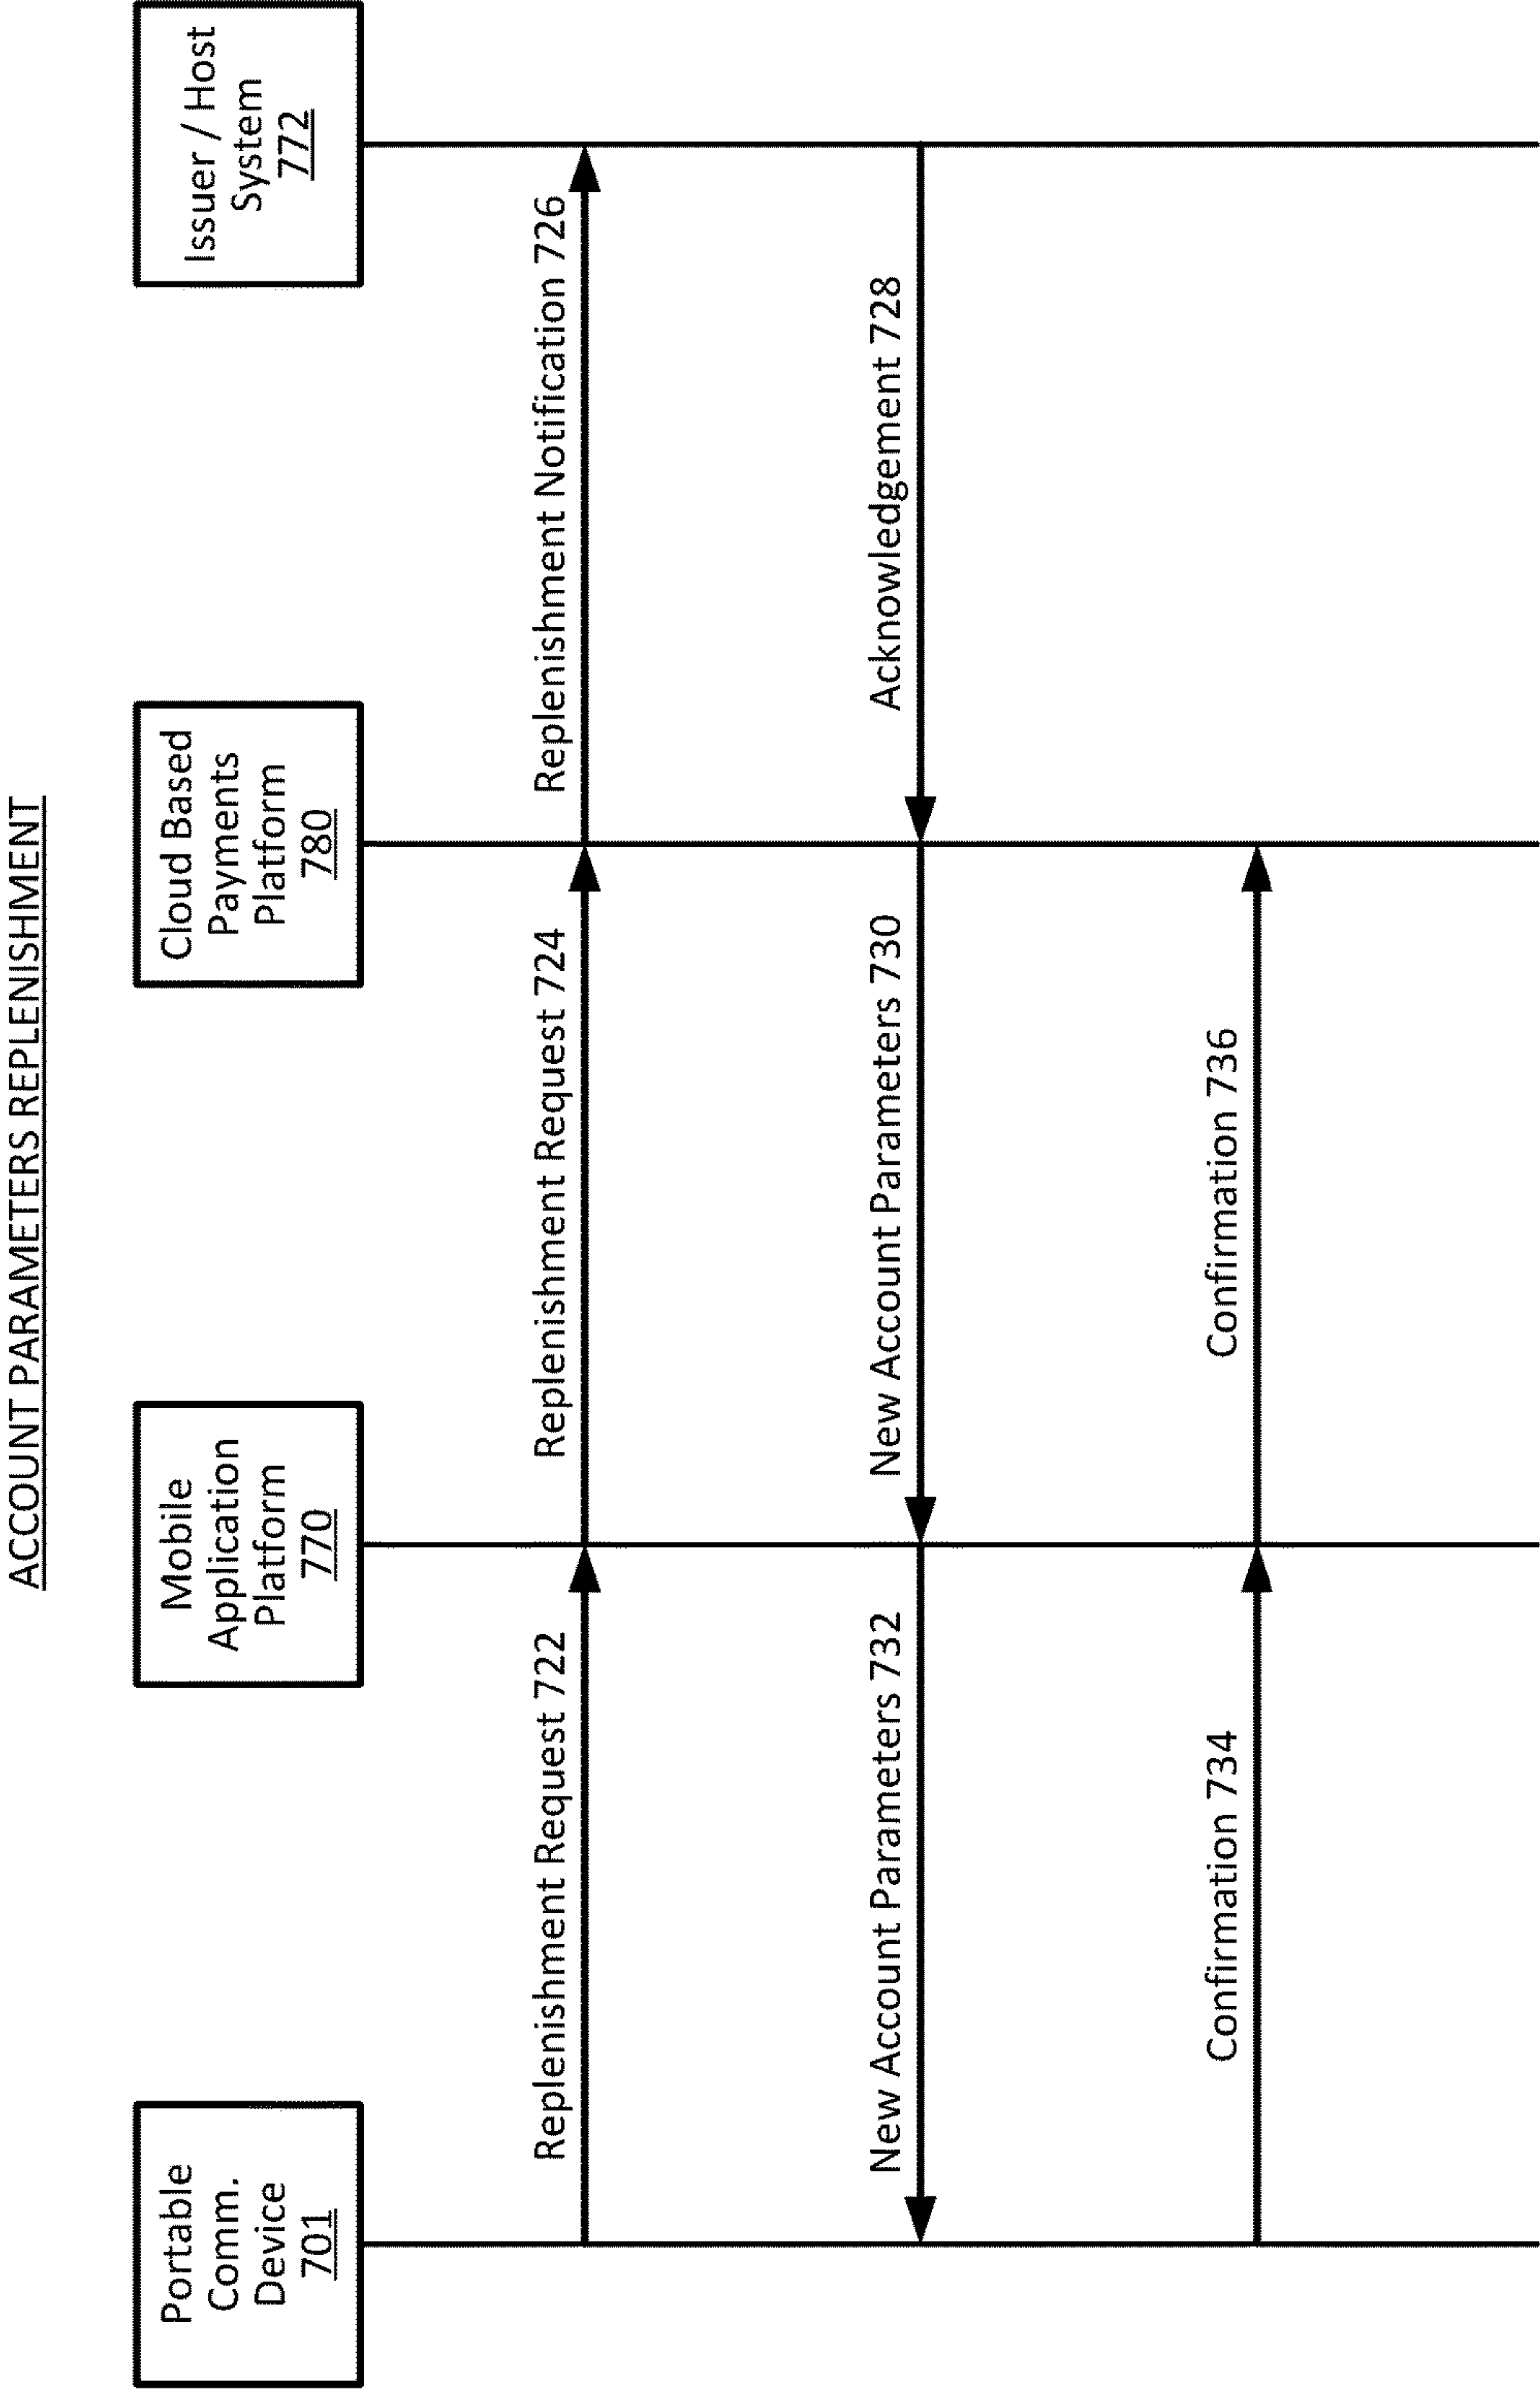 ACCOUNT PARAMETERS REPLENISHMENT
Portable
Comm.
Device
701
Mobile
Application
Platform
770
Cloud Based
Payments
Platform
780
Issuer / Host
System
772
Replenishment Request 722
Replenishment Request 724
Replenishment Notification 726
New Account Parameters 732
New Account Parameters 730
Acknowledgement 728
Confirmation 734
Confirmation 736